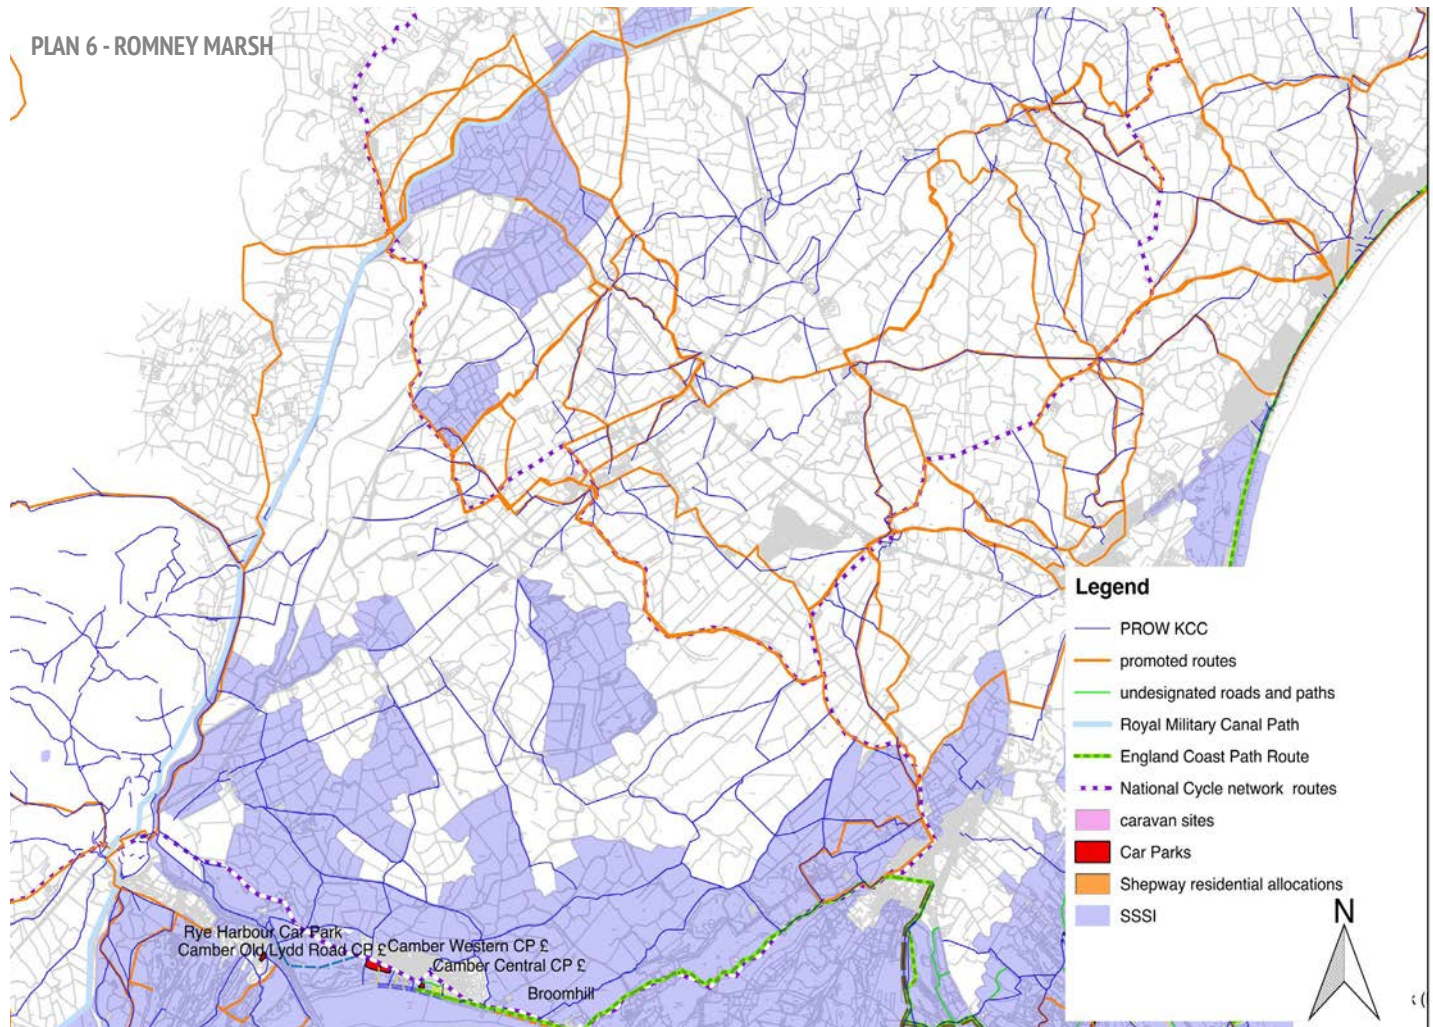 PLAN 6 - ROMNEY MARSH
Legend
PROW KCC
promoted routes
undesignated roads and paths
Royal Military Canal Path
England Coast Path Route
National Cycle network routes
caravan sites
Car Parks
Shepway residential allocations
SSSI
N
Rye Harbour Car Park
Camber Old Lydd Road CP £
Camber Western CP £
Camber Central CP £
Broomhill